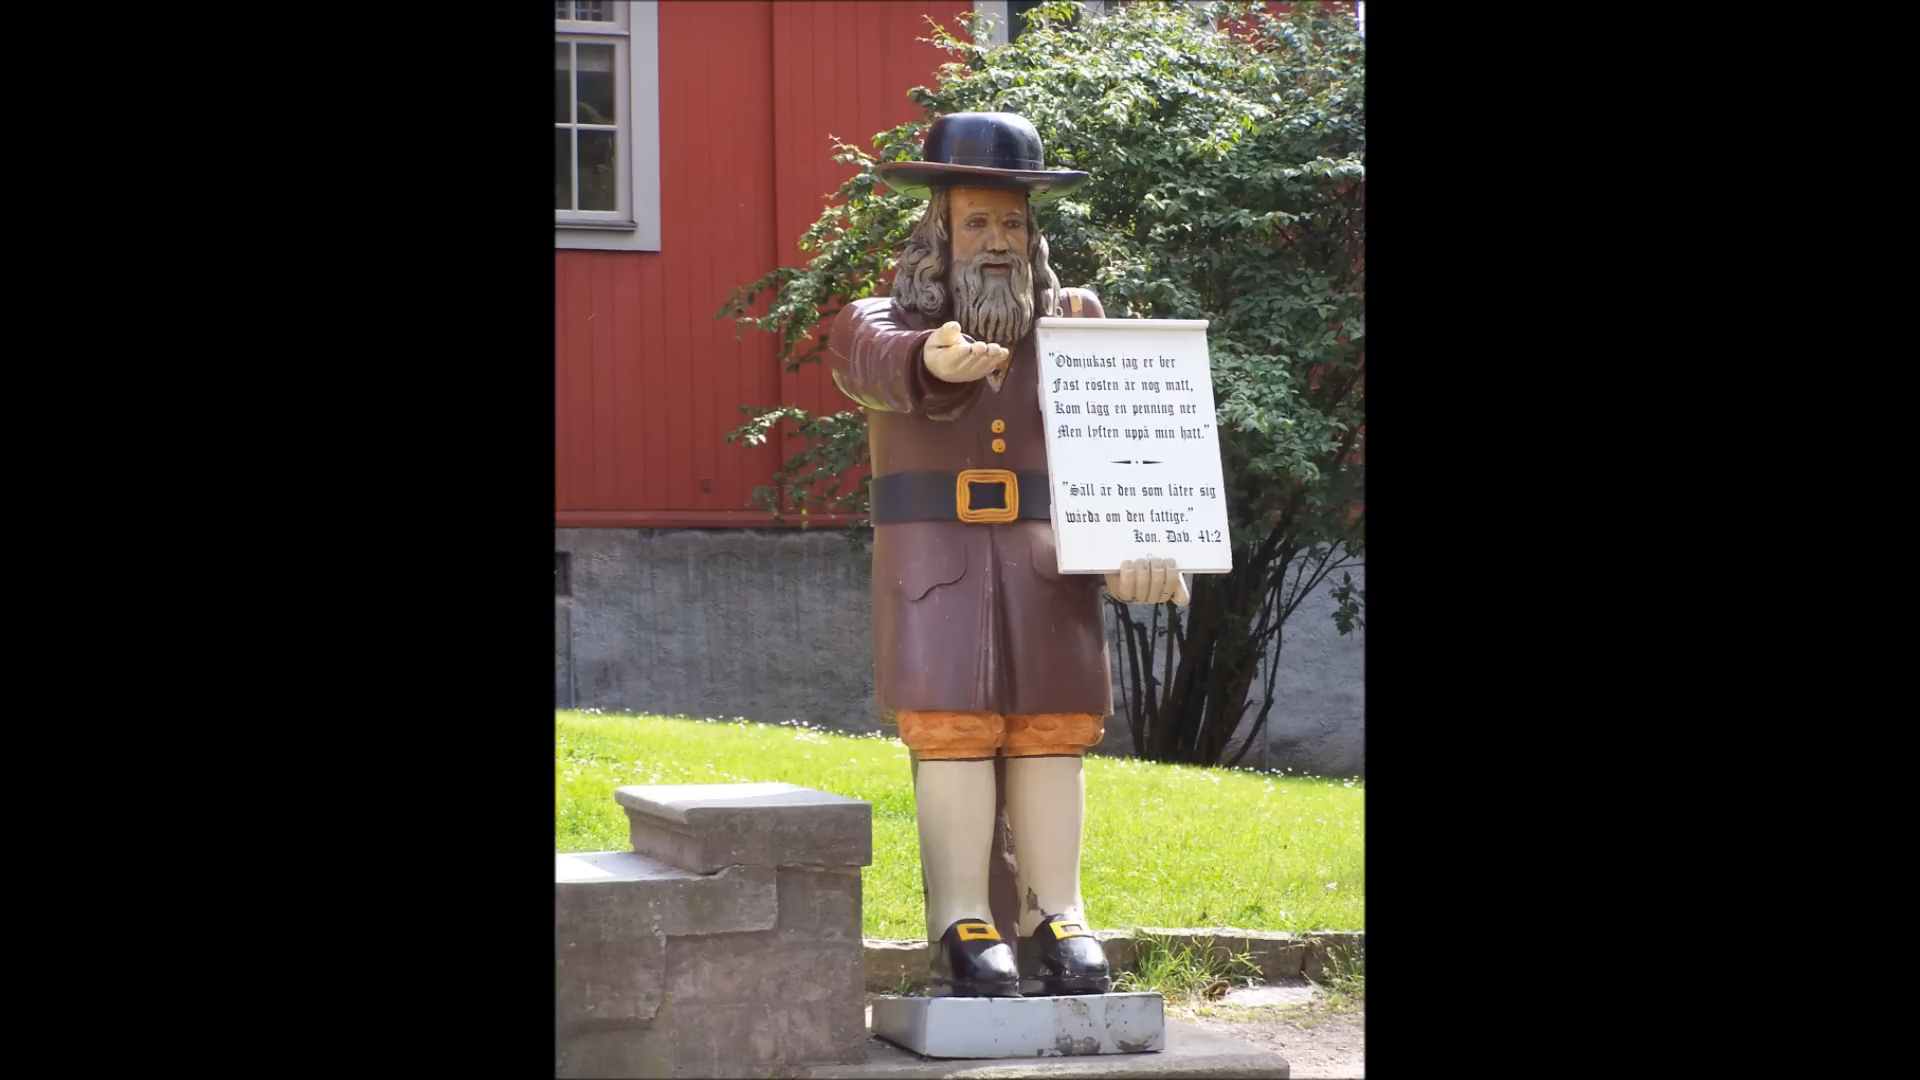 "Ödmjukast jag er ber
Fast rösten är nog matt,
Kom lägg en penning ner
Men lyften uppå min hatt."
"Säll är den som låter sig
wårda om den fattige."
Kon. Dav. 41:2